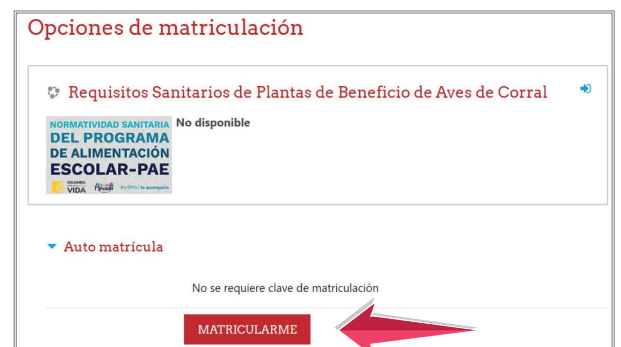 Opciones de matriculación
Requisitos Sanitarios de Plantas de Beneficio de Aves de Corral
No disponible
NORMATIVIDAD SANITARIA
DEL PROGRAMA
DE ALIMENTACIÓN
ESCOLAR-PAE
VIDA
Auto matrícula
No se requiere clave de matriculación
MATRICULARME